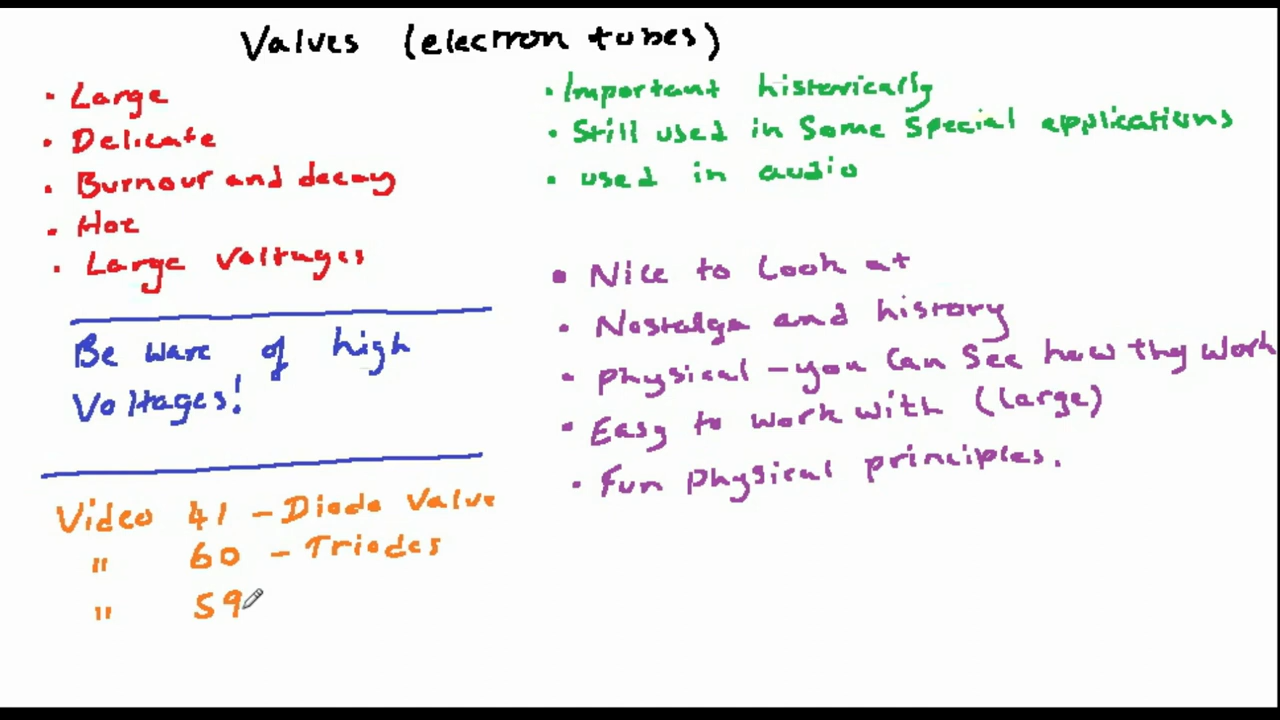 Valves (electron tubes)
• Large
• Delicate
• Burnour and decay
• Hot
• Large Voltages
Be ware of high
Voltages!
Video 41 - Diode Valve
" 60 - Triodes
" 59
• Important historically
• Still used in Some Special applications
• used in audio
• Nice to Look at
• Nostalga and history
• physical - you Can See how thy Work
• Easy to work with (large)
• Fun physical principles.